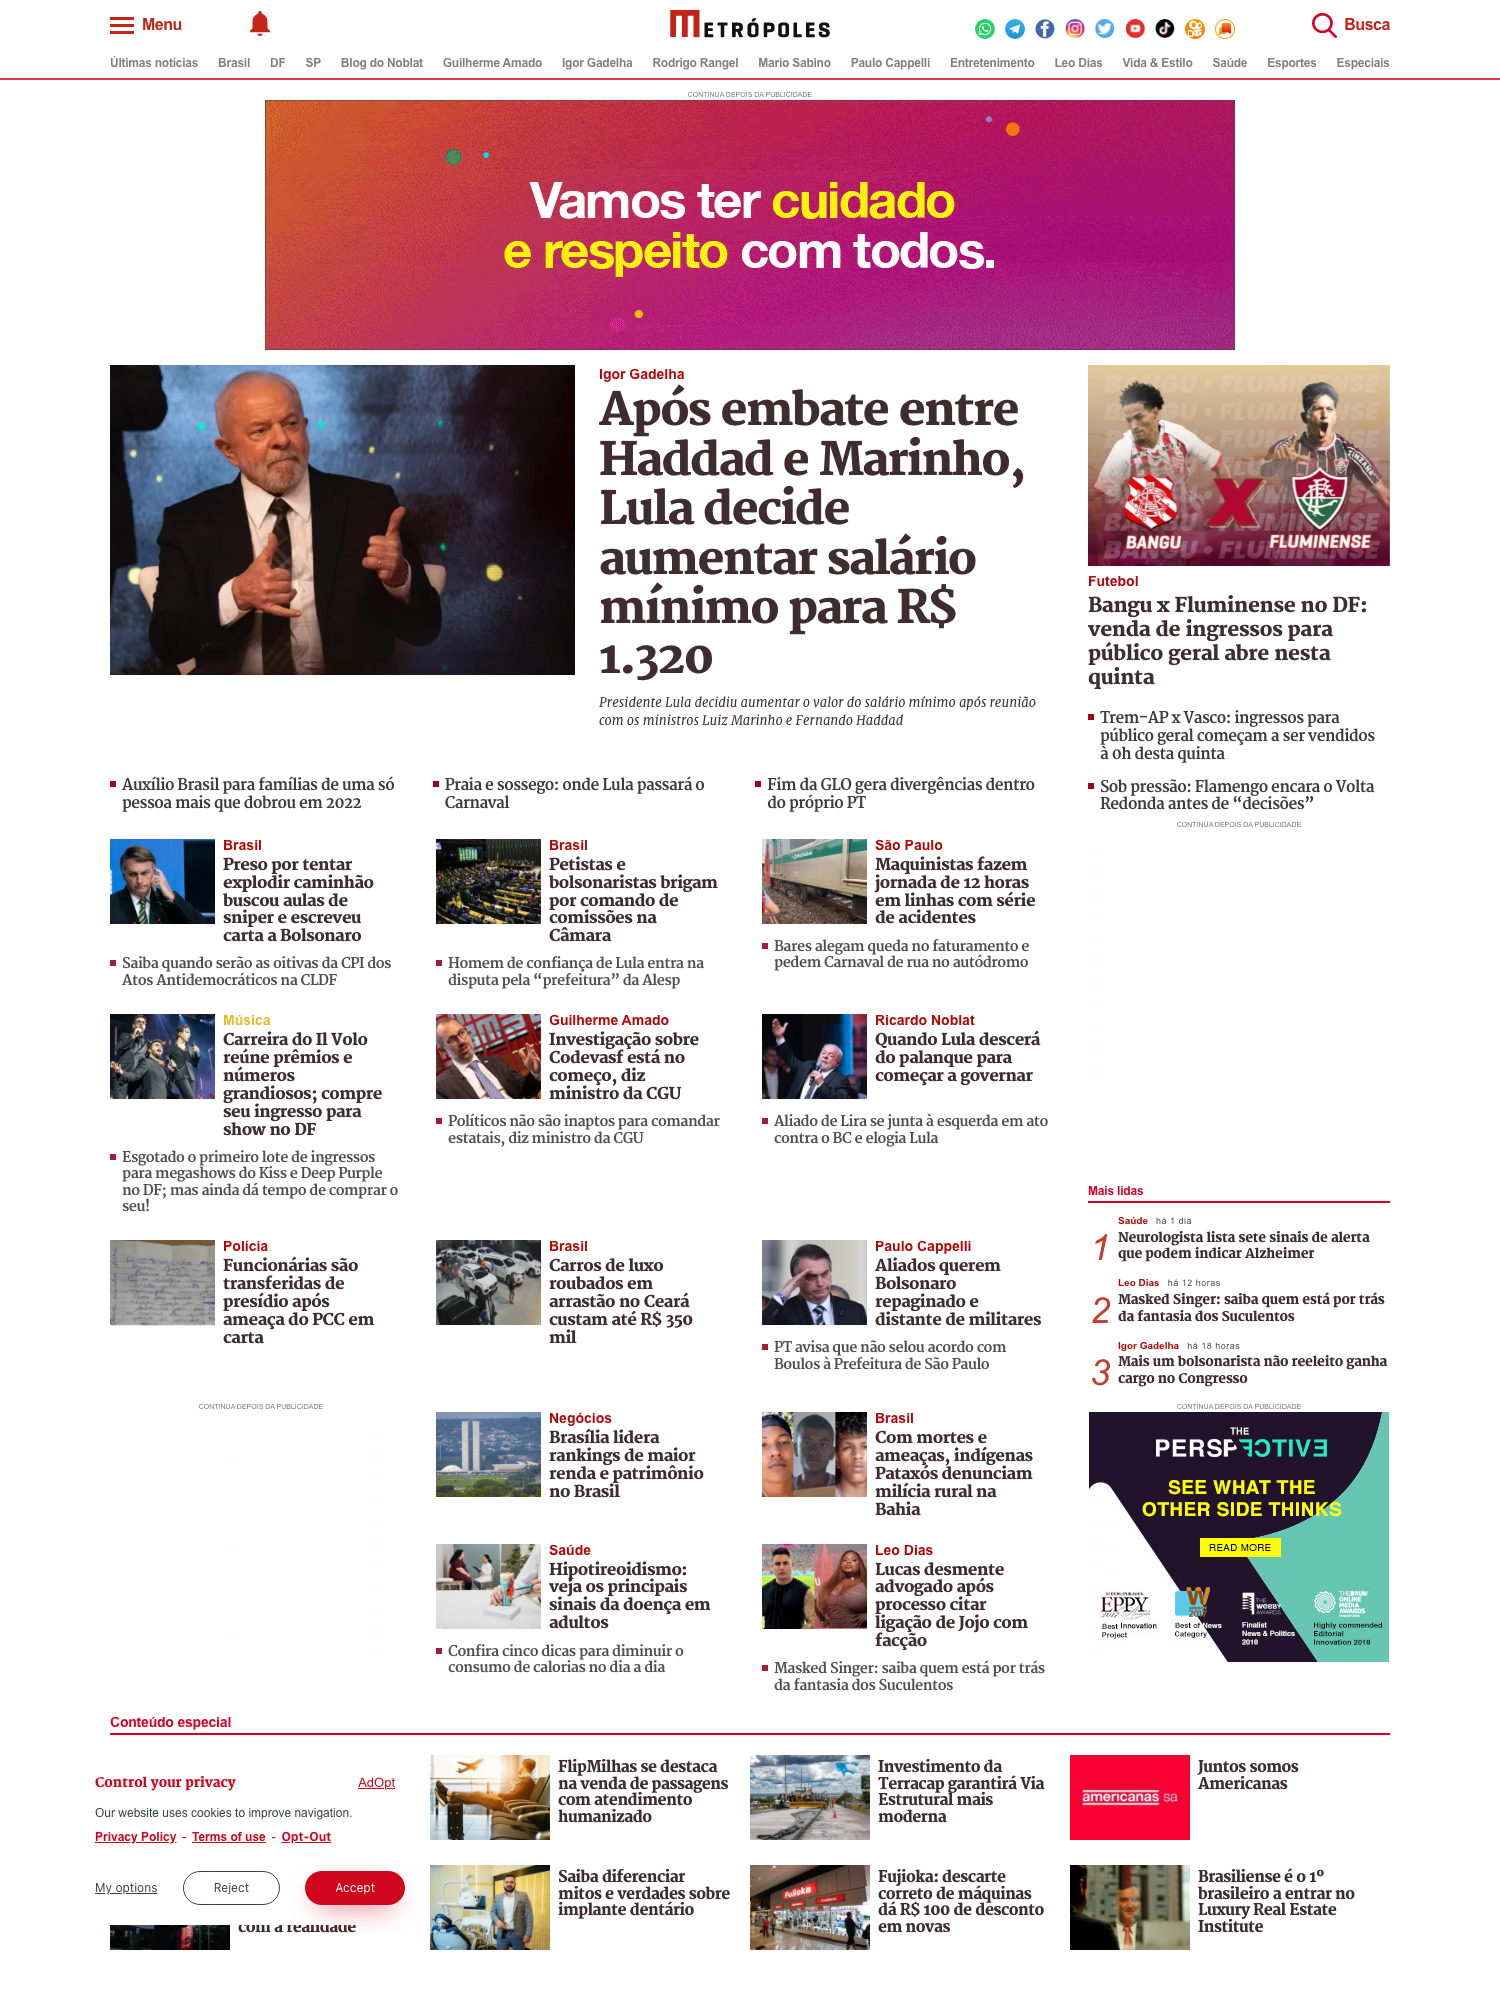 Menu
METRÓPOLES
Busca
Últimas notícias Brasil DF SP Blog do Noblat Guilherme Amado Igor Gadelha Rodrigo Rangel Mario Sabino Paulo Cappelli Entretenimento Leo Dias Vida & Estilo Saúde Esportes Especiais
CONTINUA DEPOIS DA PUBLICIDADE
Vamos ter cuidado
e respeito com todos.
Igor Gadelha
Após embate entre
Haddad e Marinho,
Lula decide
aumentar salário
mínimo para R$
1.320
Presidente Lula decidiu aumentar o valor do salário mínimo após reunião
com os ministros Luiz Marinho e Fernando Haddad
BANGU
FLUMINENSE
Futebol
Bangu x Fluminense no DF:
venda de ingressos para
público geral abre nesta
quinta
Trem-AP x Vasco: ingressos para
público geral começam a ser vendidos
à 0h desta quinta
Sob pressão: Flamengo encara o Volta
Redonda antes de “decisões”
CONTINUA DEPOIS DA PUBLICIDADE
Auxílio Brasil para famílias de uma só
pessoa mais que dobrou em 2022
Praia e sossego: onde Lula passará o
Carnaval
Fim da GLO gera divergências dentro
do próprio PT
Brasil
Preso por tentar
explodir caminhão
buscou aulas de
sniper e escreveu
carta a Bolsonaro
Saiba quando serão as oitivas da CPI dos
Atos Antidemocráticos na CLDF
Brasil
Petistas e
bolsonaristas brigam
por comando de
comissões na
Câmara
Homem de confiança de Lula entra na
disputa pela “prefeitura” da Alesp
São Paulo
Maquinistas fazem
jornada de 12 horas
em linhas com série
de acidentes
Bares alegam queda no faturamento e
pedem Carnaval de rua no autódromo
Música
Carreira do Il Volo
reúne prêmios e
números
grandiosos; compre
seu ingresso para
show no DF
Esgotado o primeiro lote de ingressos
para megashows do Kiss e Deep Purple
no DF; mas ainda dá tempo de comprar o
seu!
Guilherme Amado
Investigação sobre
Codevasf está no
começo, diz
ministro da CGU
Políticos não são inaptos para comandar
estatais, diz ministro da CGU
Ricardo Noblat
Quando Lula descerá
do palanque para
começar a governar
Aliado de Lira se junta à esquerda em ato
contra o BC e elogia Lula
Mais lidas
Saúde há 1 dia
1 Neurologista lista sete sinais de alerta
que podem indicar Alzheimer
Leo Dias há 12 horas
2 Masked Singer: saiba quem está por trás
da fantasia dos Suculentos
Igor Gadelha há 18 horas
3 Mais um bolsonarista não reeleito ganha
cargo no Congresso
Polícia
Funcionárias são
transferidas de
presídio após
ameaça do PCC em
carta
Brasil
Carros de luxo
roubados em
arrastão no Ceará
custam até R$ 350
mil
Paulo Cappelli
Aliados querem
Bolsonaro
repaginado e
distante de militares
PT avisa que não selou acordo com
Boulos à Prefeitura de São Paulo
CONTINUA DEPOIS DA PUBLICIDADE
Negócios
Brasília lidera
rankings de maior
renda e patrimônio
no Brasil
Brasil
Com mortes e
ameaças, indígenas
Pataxós denunciam
milícia rural na
Bahia
CONTINUA DEPOIS DA PUBLICIDADE
THE
PERSPECTIVE
SEE WHAT THE
OTHER SIDE THINKS
READ MORE
EPPY
2017 Awards
Best Innovation
Project
W
2017
Best of News
Category
THE
WEBBY
AWARDS
Finalist
News & Politics
2018
THE DRUM
ONLINE
MEDIA
AWARDS
Highly commended
Editorial
Innovation 2018
Saúde
Hipotireoidismo:
veja os principais
sinais da doença em
adultos
Confira cinco dicas para diminuir o
consumo de calorias no dia a dia
Leo Dias
Lucas desmente
advogado após
processo citar
ligação de Jojo com
facção
Masked Singer: saiba quem está por trás
da fantasia dos Suculentos
Conteúdo especial
Control your privacy
AdOpt
Our website uses cookies to improve navigation.
Privacy Policy - Terms of use - Opt-Out
My options
Reject
Accept
com a realidade
FlipMilhas se destaca
na venda de passagens
com atendimento
humanizado
Investimento da
Terracap garantirá Via
Estrutural mais
moderna
americanas sa
Juntos somos
Americanas
Saiba diferenciar
mitos e verdades sobre
implante dentário
Fujioka
Fujioka: descarte
correto de máquinas
dá R$ 100 de desconto
em novas
Brasiliense é o 1º
brasileiro a entrar no
Luxury Real Estate
Institute